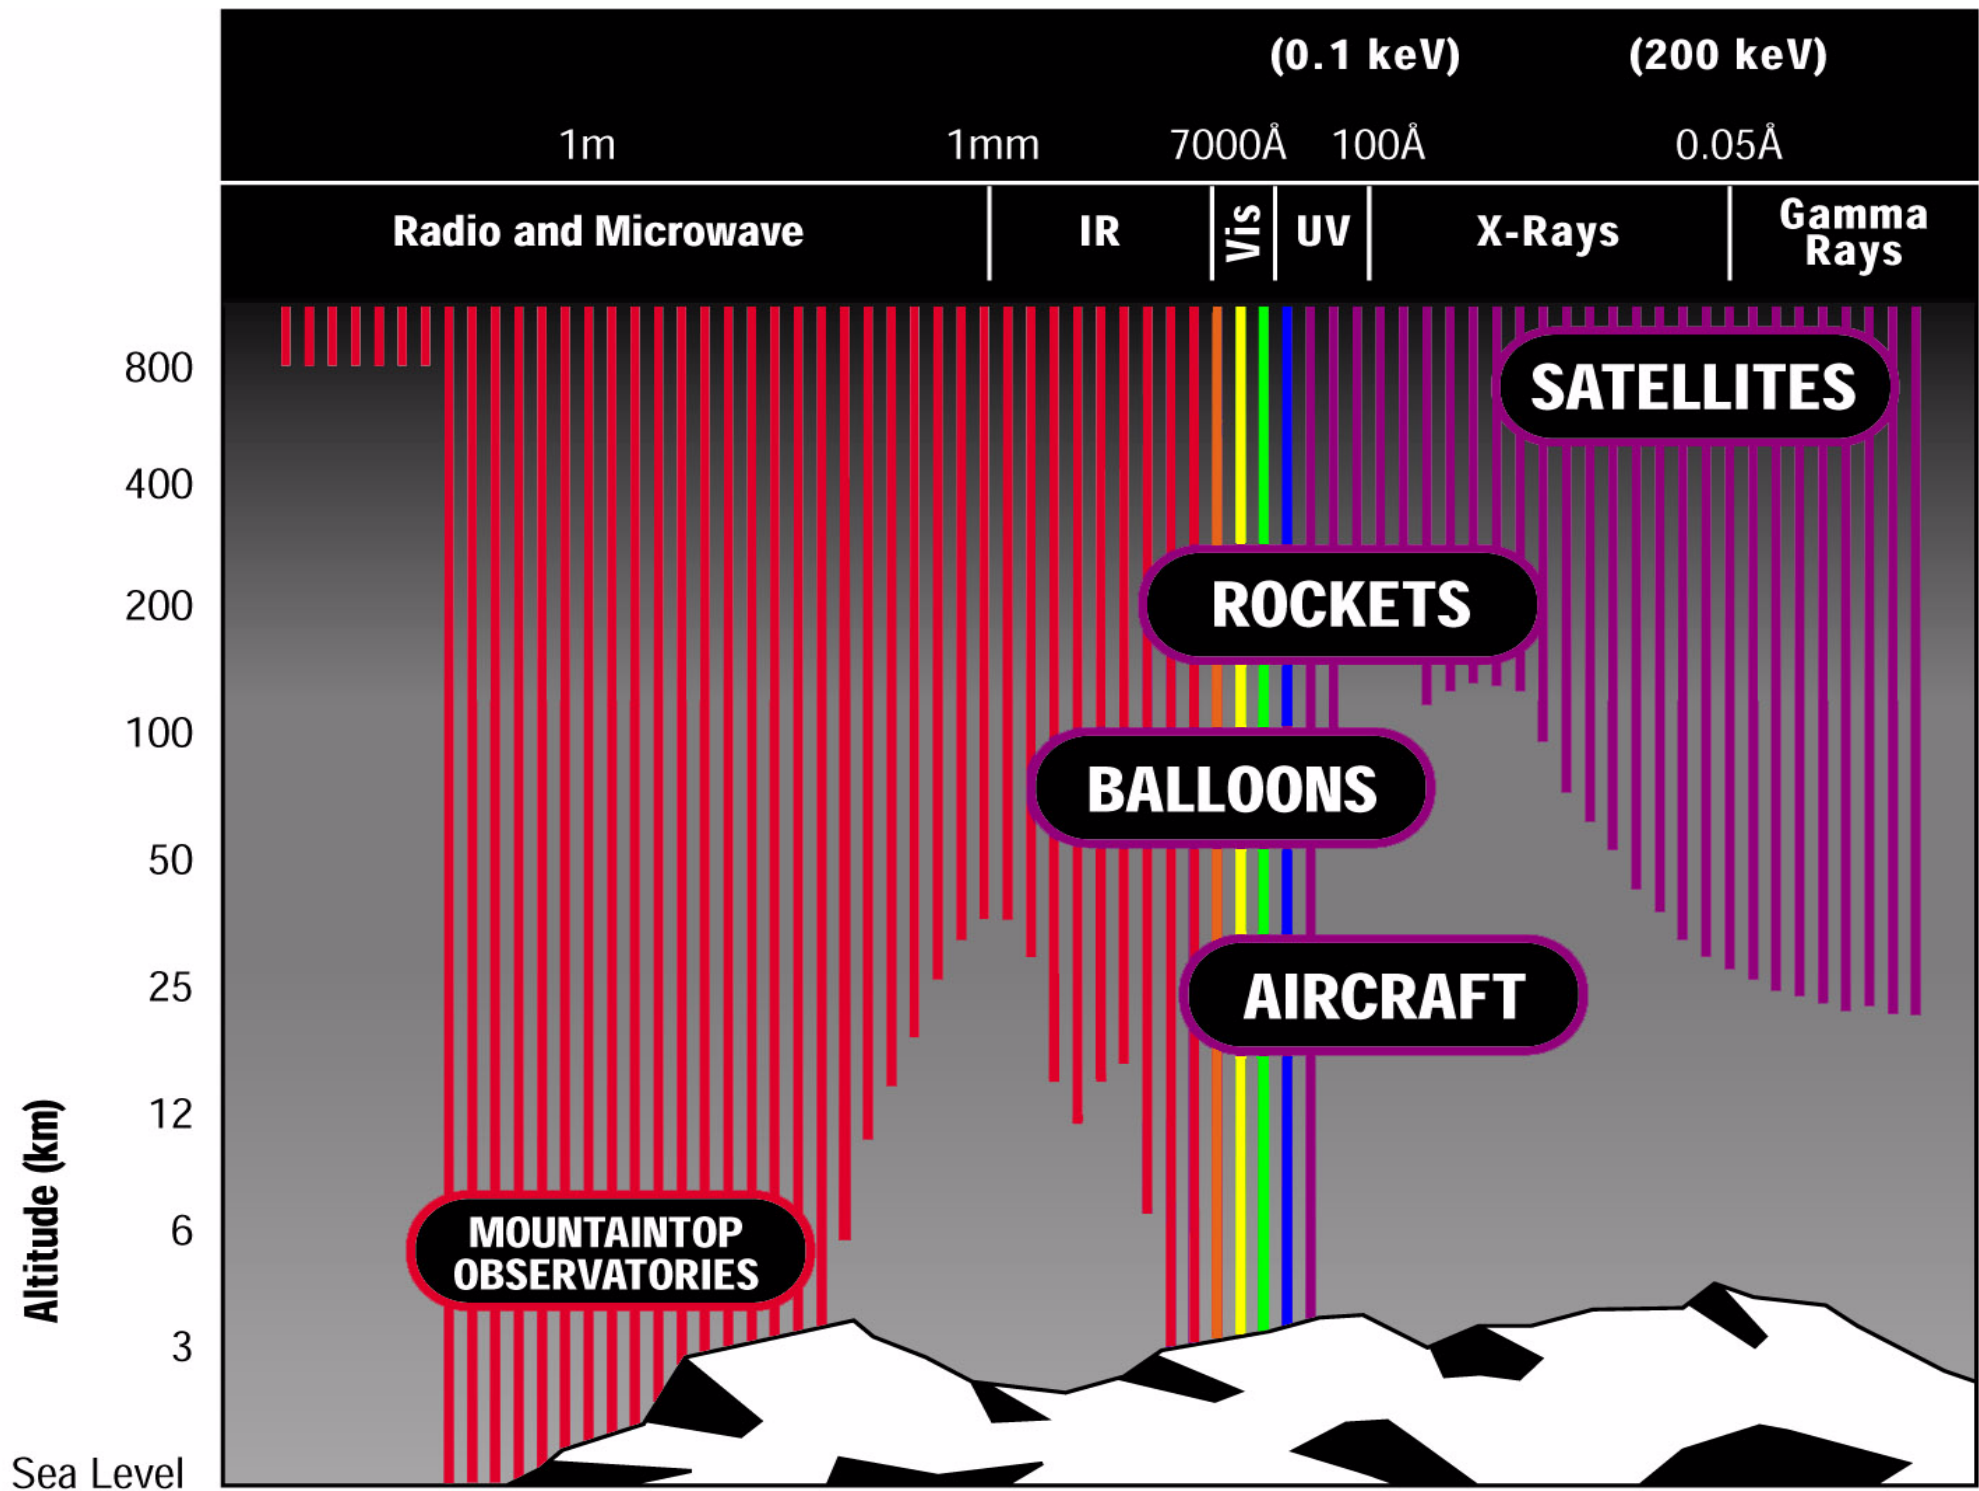 (0.1 keV) (200 keV)
1m 1mm 7000Å 100Å 0.05Å
Radio and Microwave IR Vis UV X-Rays Gamma
Rays
800
SATELLITES
400
200
ROCKETS
100
BALLOONS
50
25
AIRCRAFT
12
6
MOUNTAINTOP
OBSERVATORIES
3
Sea Level
Altitude (km)